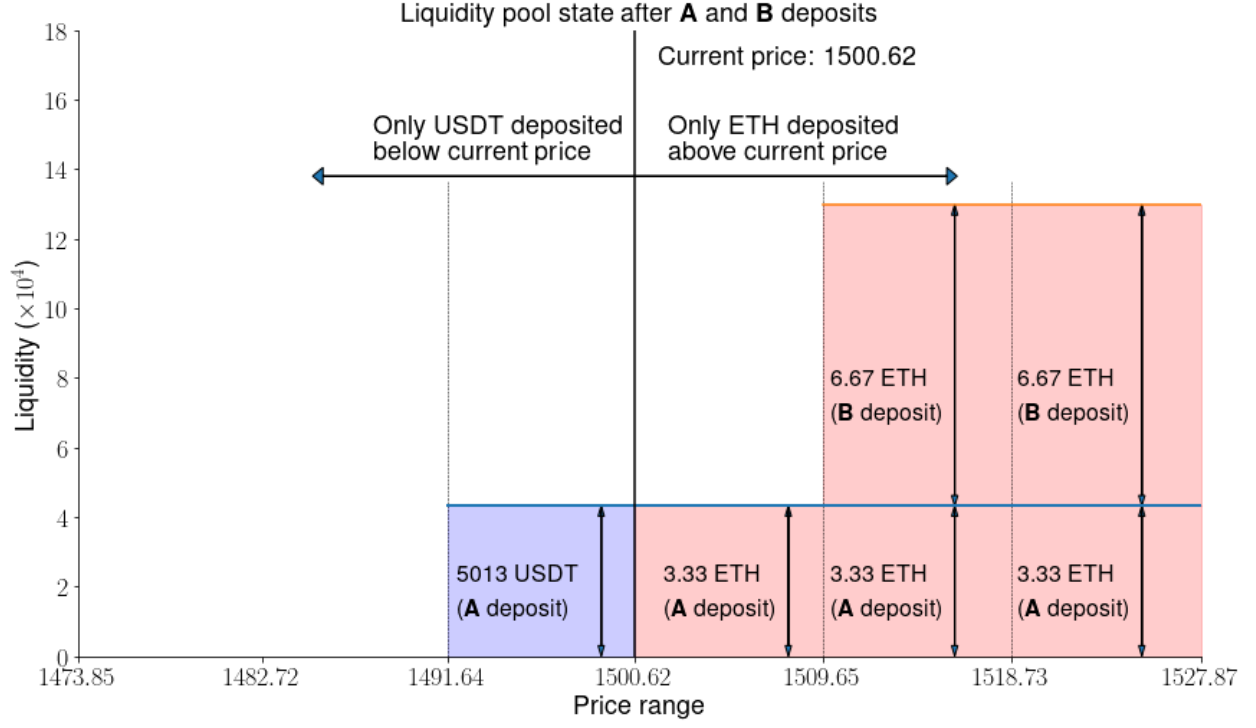 Liquidity pool state after A and B deposits
18
16
14
12
10
8
6
4
2
0
Liquidity (×10⁴)
Current price: 1500.62
Only USDT deposited
below current price
Only ETH deposited
above current price
6.67 ETH
(B deposit)
6.67 ETH
(B deposit)
5013 USDT
(A deposit)
3.33 ETH
(A deposit)
3.33 ETH
(A deposit)
3.33 ETH
(A deposit)
1473.85
1482.72
1491.64
1500.62
1509.65
1518.73
1527.87
Price range